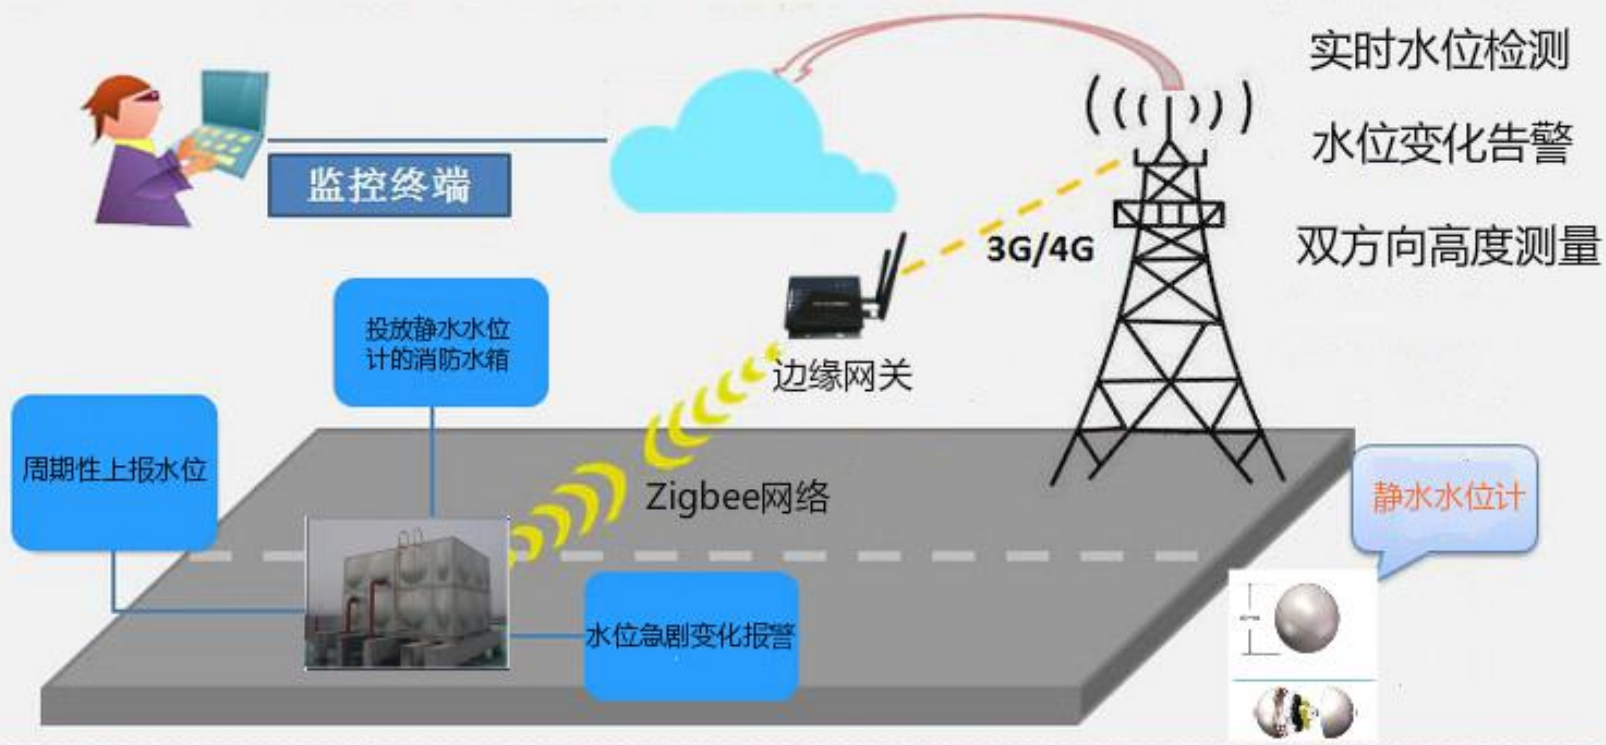 实时水位检测
水位变化告警
双方向高度测量
监控终端
3G/4G
投放静水水位
计的消防水箱
边缘网关
周期性上报水位
Zigbee网络
静水水位计
水位急剧变化报警